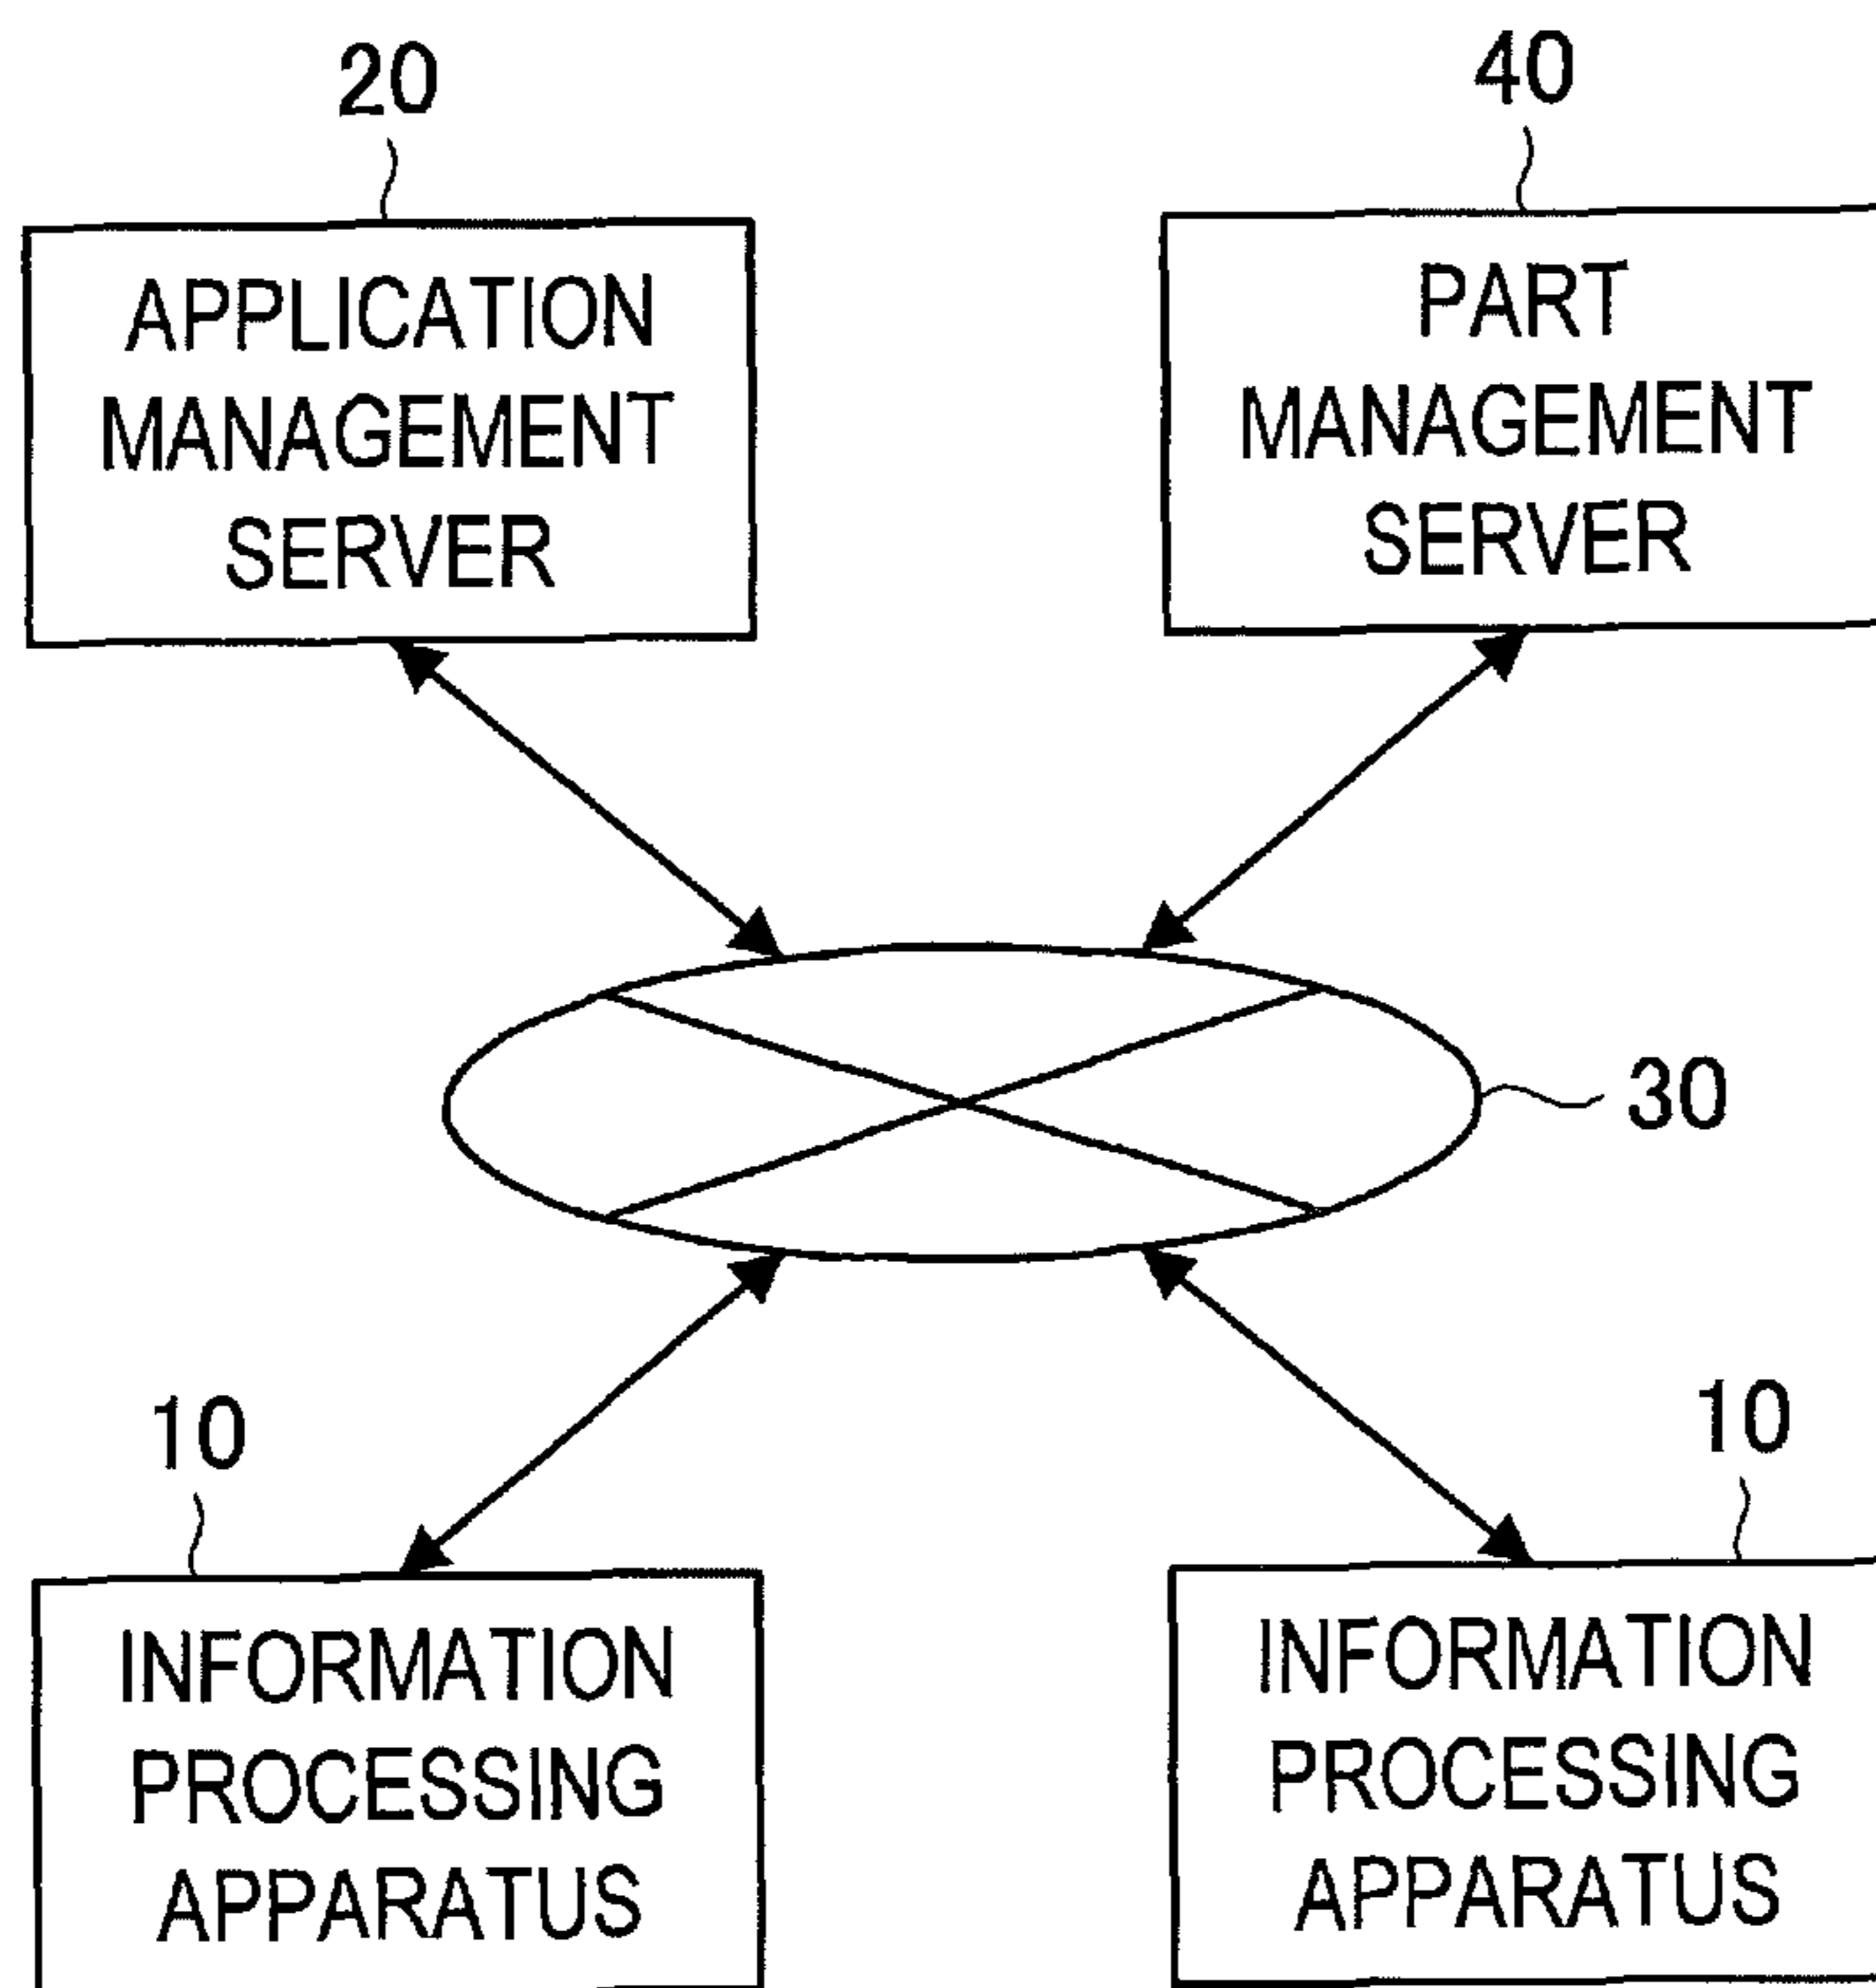 20
40
APPLICATION
MANAGEMENT
SERVER
PART
MANAGEMENT
SERVER
30
10
10
INFORMATION
PROCESSING
APPARATUS
INFORMATION
PROCESSING
APPARATUS